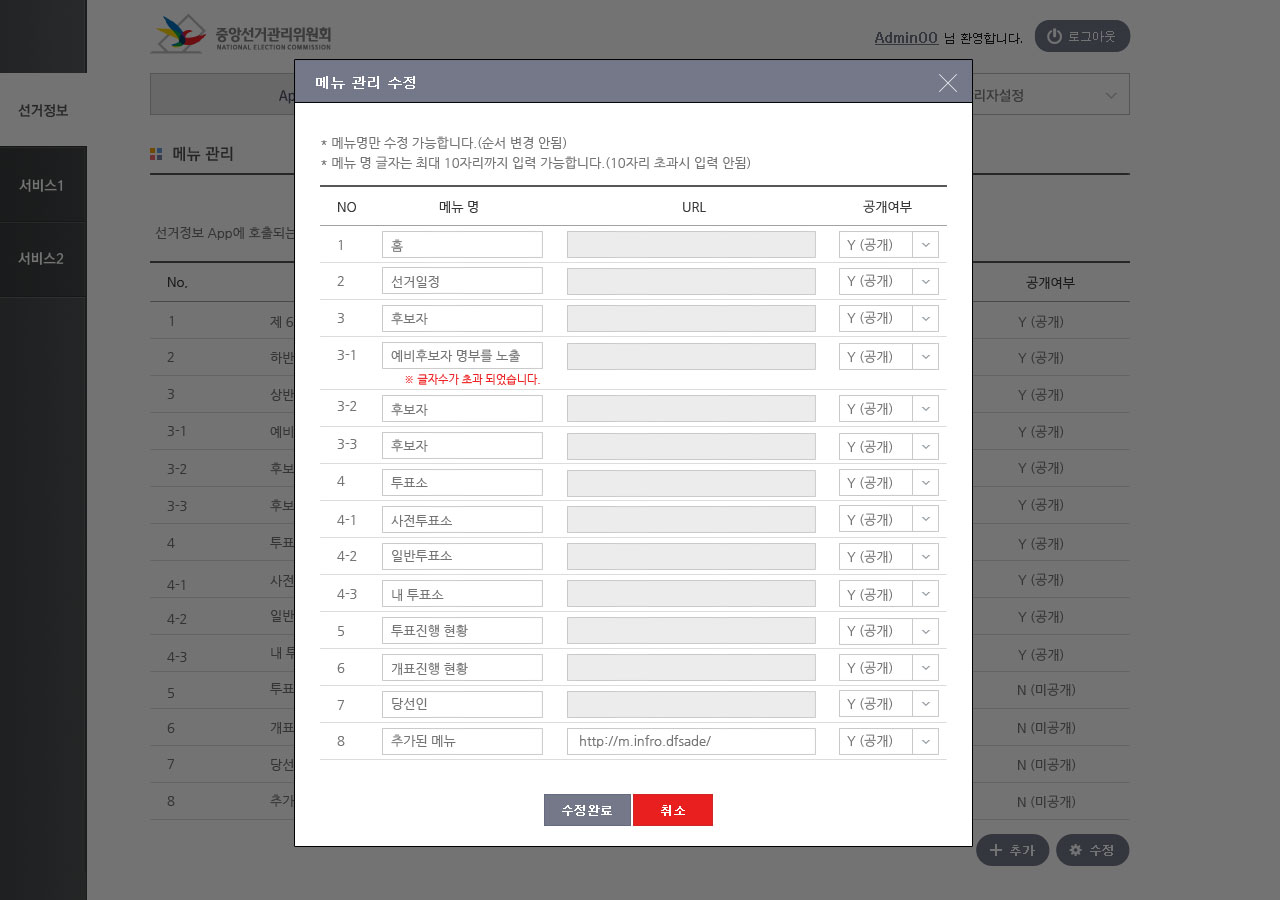 중앙선거관리위원회
NATIONAL ELECTION COMMISSION
Admin00 님 환영합니다.
로그아웃
메뉴 관리 수정
선거정보
서비스1
서비스2
메뉴 관리
* 메뉴명만 수정 가능합니다.(순서 변경 안됨)
* 메뉴 명 글자는 최대 10자리까지 입력 가능합니다.(10자리 초과시 입력 안됨)
NO 메뉴 명 URL 공개여부
1 홈 Y (공개)
2 선거일정 Y (공개)
3 후보자 Y (공개)
3-1 예비후보자 명부를 노출 Y (공개)
※ 글자수가 초과 되었습니다.
3-2 후보자 Y (공개)
3-3 후보자 Y (공개)
4 투표소 Y (공개)
4-1 사전투표소 Y (공개)
4-2 일반투표소 Y (공개)
4-3 내 투표소 Y (공개)
5 투표진행 현황 Y (공개)
6 개표진행 현황 Y (공개)
7 당선인 Y (공개)
8 추가된 메뉴 http://m.infro.dfsade/ Y (공개)
수정완료 취소
선거정보 App에 호출되는
No. 공개여부
1 제 6 Y (공개)
2 하반 Y (공개)
3 상반 Y (공개)
3-1 예비 Y (공개)
3-2 후보 Y (공개)
3-3 후보 Y (공개)
4 투표 Y (공개)
4-1 사전 Y (공개)
4-2 일반 Y (공개)
4-3 내 투 Y (공개)
5 투표 N (미공개)
6 개표 N (미공개)
7 당선 N (미공개)
8 추가 N (미공개)
추가 수정